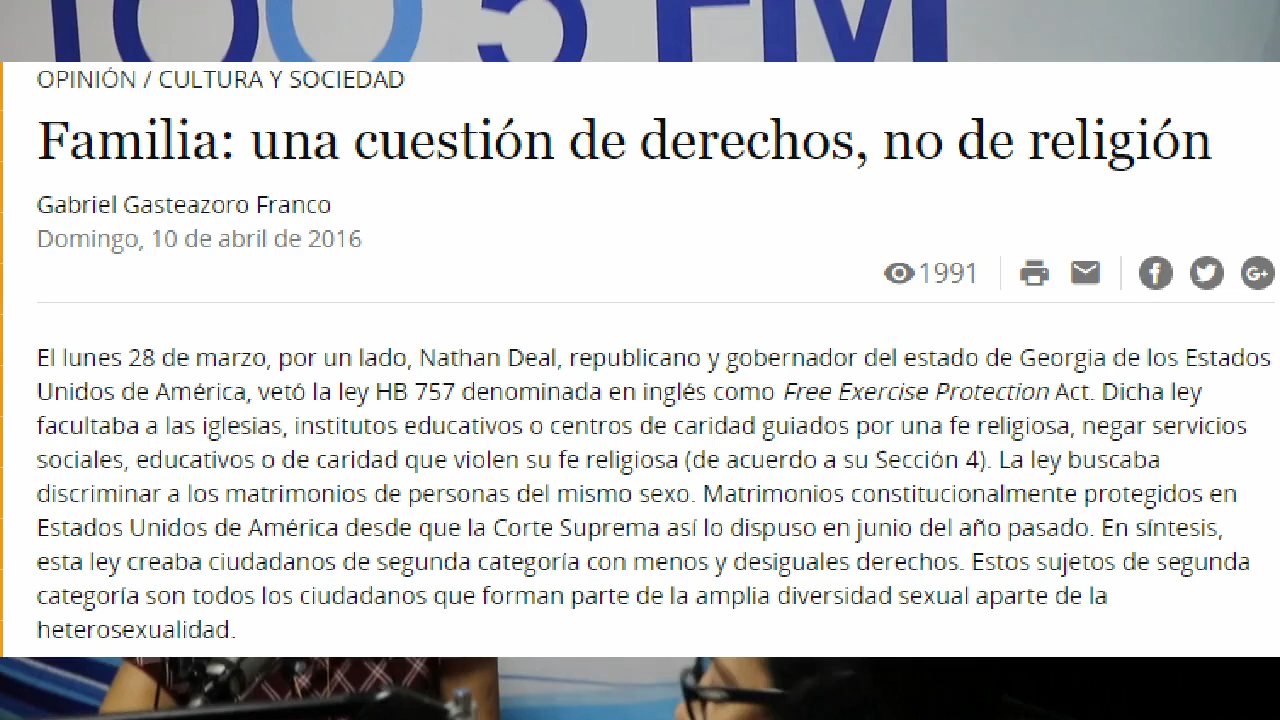 100.5 FM
OPINIÓN / CULTURA Y SOCIEDAD
Familia: una cuestión de derechos, no de religión
Gabriel Gasteazoro Franco
Domingo, 10 de abril de 2016
1991
El lunes 28 de marzo, por un lado, Nathan Deal, republicano y gobernador del estado de Georgia de los Estados
Unidos de América, vetó la ley HB 757 denominada en inglés como Free Exercise Protection Act. Dicha ley
facultaba a las iglesias, institutos educativos o centros de caridad guiados por una fe religiosa, negar servicios
sociales, educativos o de caridad que violen su fe religiosa (de acuerdo a su Sección 4). La ley buscaba
discriminar a los matrimonios de personas del mismo sexo. Matrimonios constitucionalmente protegidos en
Estados Unidos de América desde que la Corte Suprema así lo dispuso en junio del año pasado. En síntesis,
esta ley creaba ciudadanos de segunda categoría con menos y desiguales derechos. Estos sujetos de segunda
categoría son todos los ciudadanos que forman parte de la amplia diversidad sexual aparte de la
heterosexualidad.